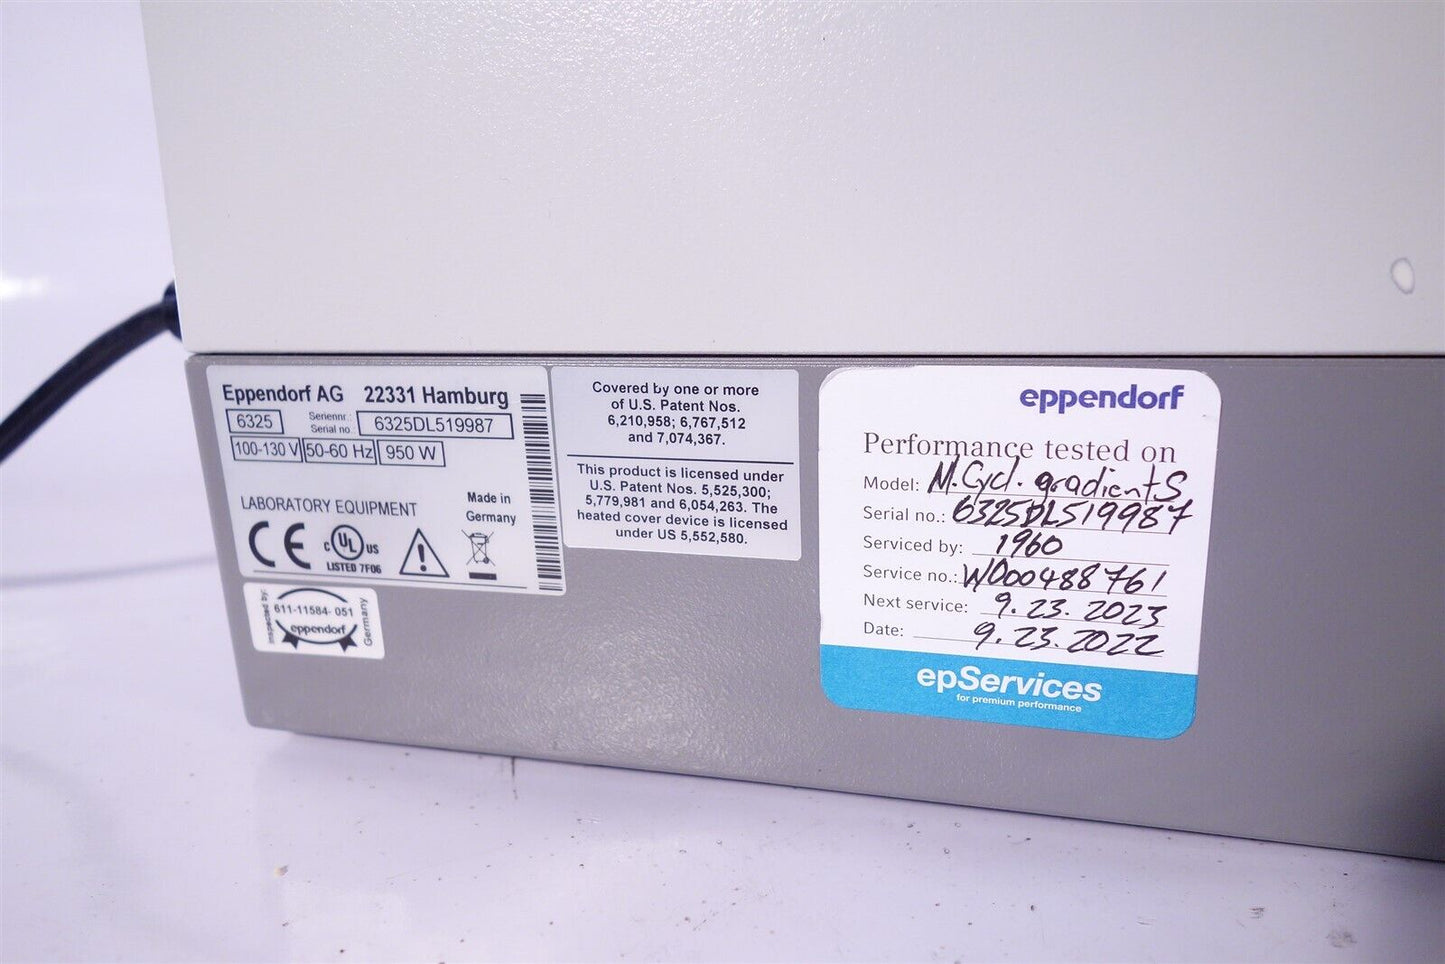 Eppendorf AG 22331 Hamburg
6325 Seriennr.: Serial no.: 6325DL519987
100-130 V 50-60 Hz 950 W
LABORATORY EQUIPMENT
Made in
Germany
CE
C UL US
LISTED 7F06
Inspected by:
611-11584- 051
eppendorf
Germany
Covered by one or more
of U.S. Patent Nos.
6,210,958; 6,767,512
and 7,074,367.
This product is licensed under
U.S. Patent Nos. 5,525,300;
5,779,981 and 6,054,263. The
heated cover device is licensed
under US 5,552,580.
eppendorf
Performance tested on
Model: M.Cycl. gradient S
Serial no.: 6325DL519987
Serviced by: 1960
Service no.: W000488761
Next service: 9.23.2023
Date: 9.23.2022
epServices
for premium performance